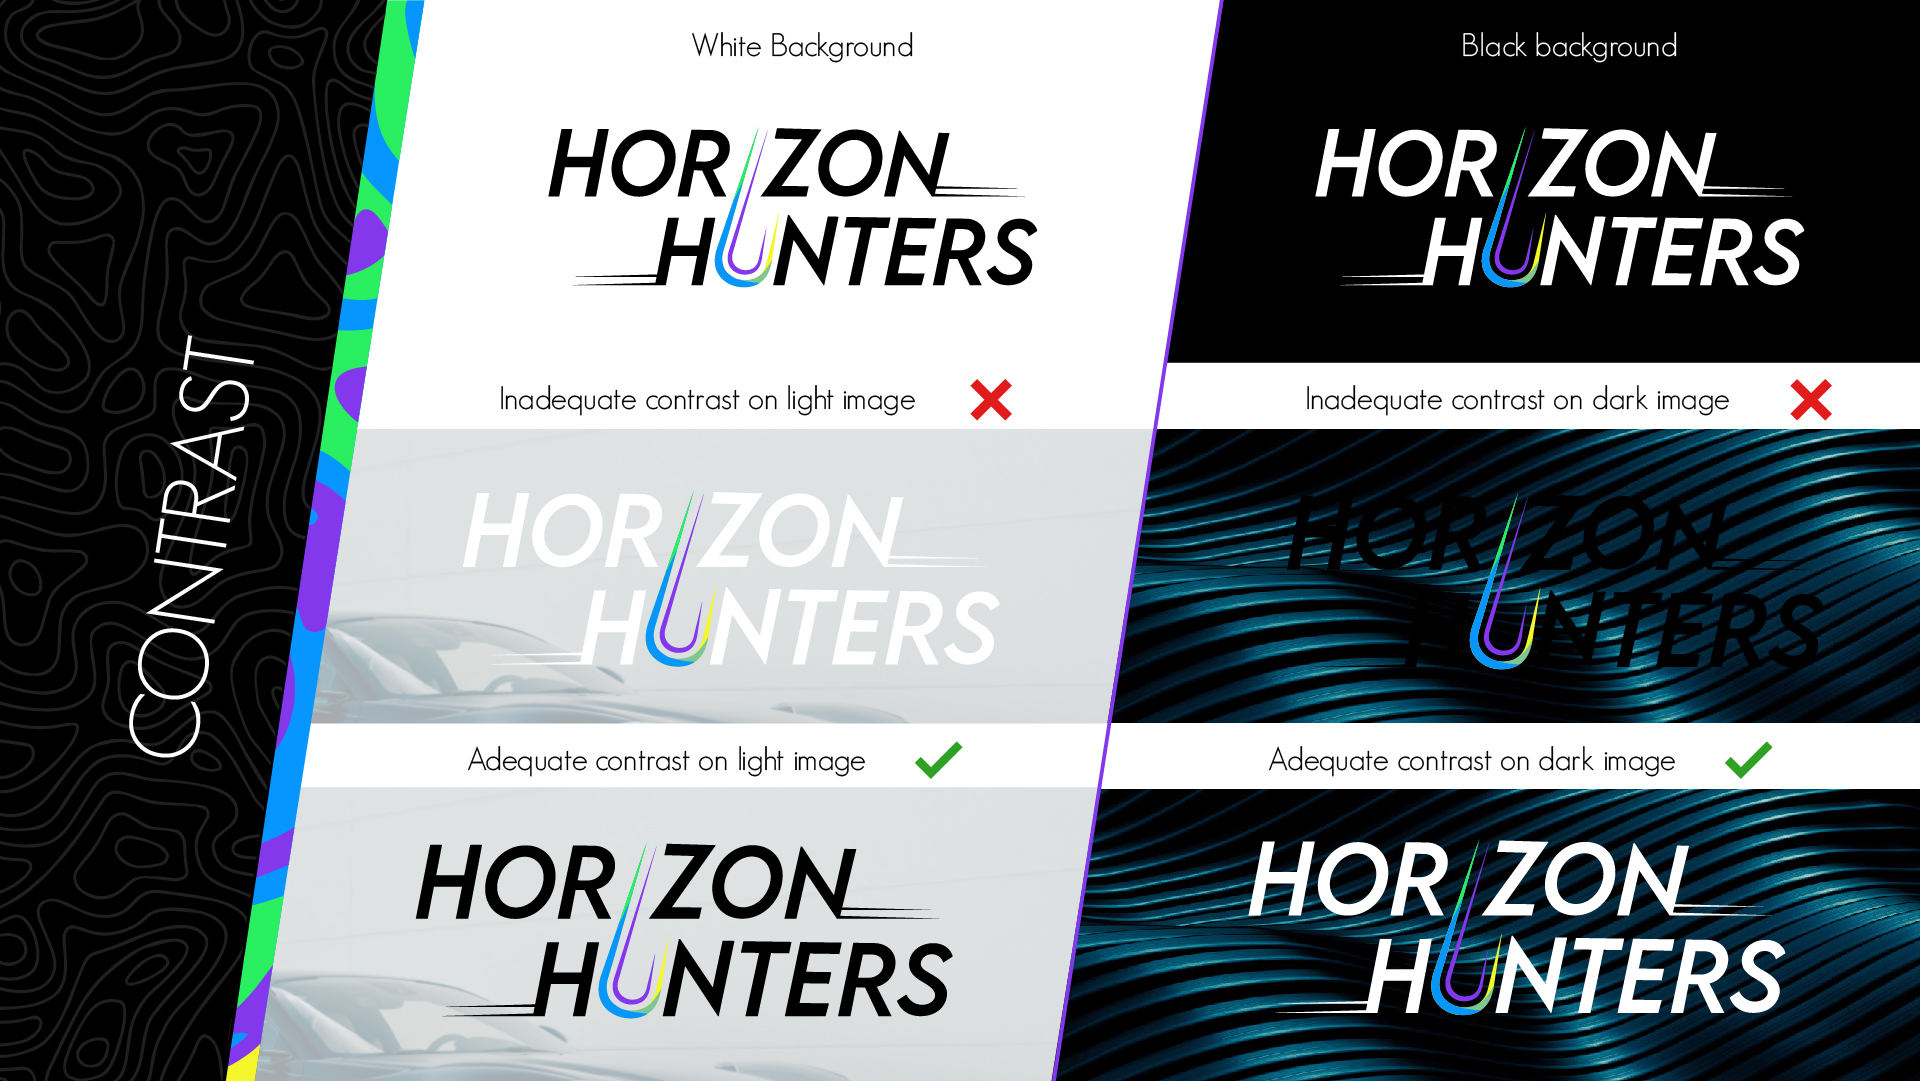 CONTRAST
White Background
HORIZON
HUNTERS
Inadequate contrast on light image
HORIZON
HUNTERS
Adequate contrast on light image
HORIZON
HUNTERS
Black background
HORIZON
HUNTERS
Inadequate contrast on dark image
HORIZON
HUNTERS
Adequate contrast on dark image
HORIZON
HUNTERS